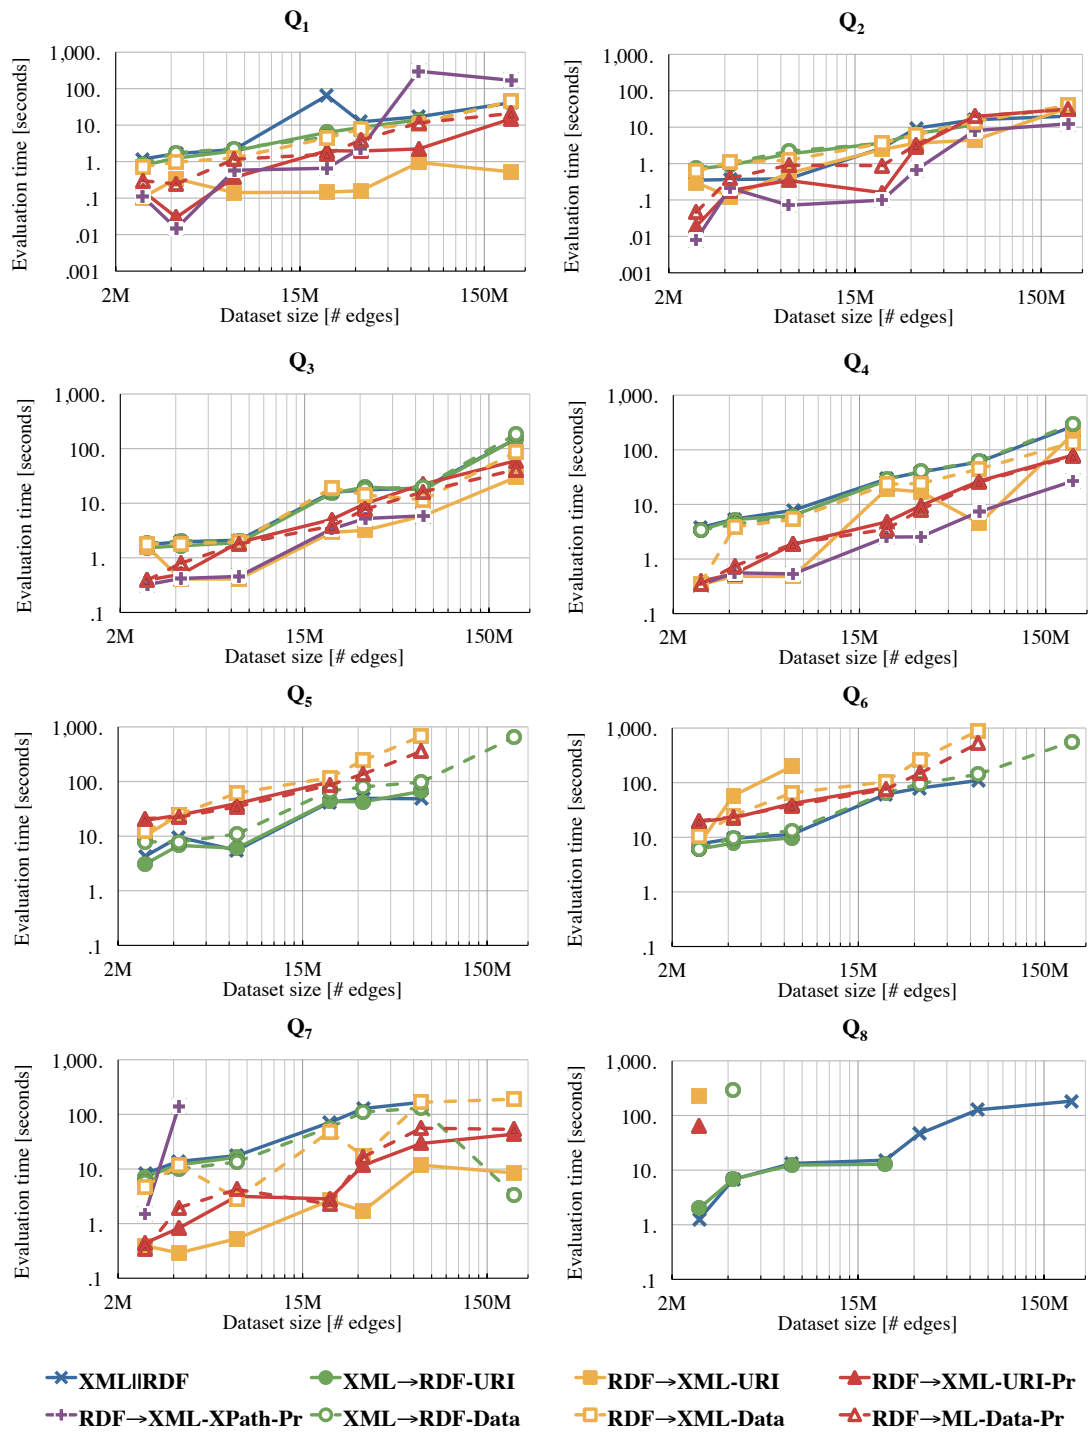 Q1
Evaluation time [seconds]
1,000.
100.
10.
1.
.1
.01
.001
2M
15M
150M
Dataset size [# edges]
Q2
Evaluation time [seconds]
1,000.
100.
10.
1.
.1
.01
.001
2M
15M
150M
Dataset size [# edges]
Q3
Evaluation time [seconds]
1,000.
100.
10.
1.
.1
2M
15M
150M
Dataset size [# edges]
Q4
Evaluation time [seconds]
1,000.
100.
10.
1.
.1
2M
15M
150M
Dataset size [# edges]
Q5
Evaluation time [seconds]
1,000.
100.
10.
1.
.1
2M
15M
150M
Dataset size [# edges]
Q6
Evaluation time [seconds]
1,000.
100.
10.
1.
.1
2M
15M
150M
Dataset size [# edges]
Q7
Evaluation time [seconds]
1,000.
100.
10.
1.
.1
2M
15M
150M
Dataset size [# edges]
Q8
Evaluation time [seconds]
1,000.
100.
10.
1.
.1
2M
15M
150M
Dataset size [# edges]
XML||RDF
XML→RDF-URI
RDF→XML-URI
RDF→XML-URI-Pr
RDF→XML-XPath-Pr
XML→RDF-Data
RDF→XML-Data
RDF→ML-Data-Pr